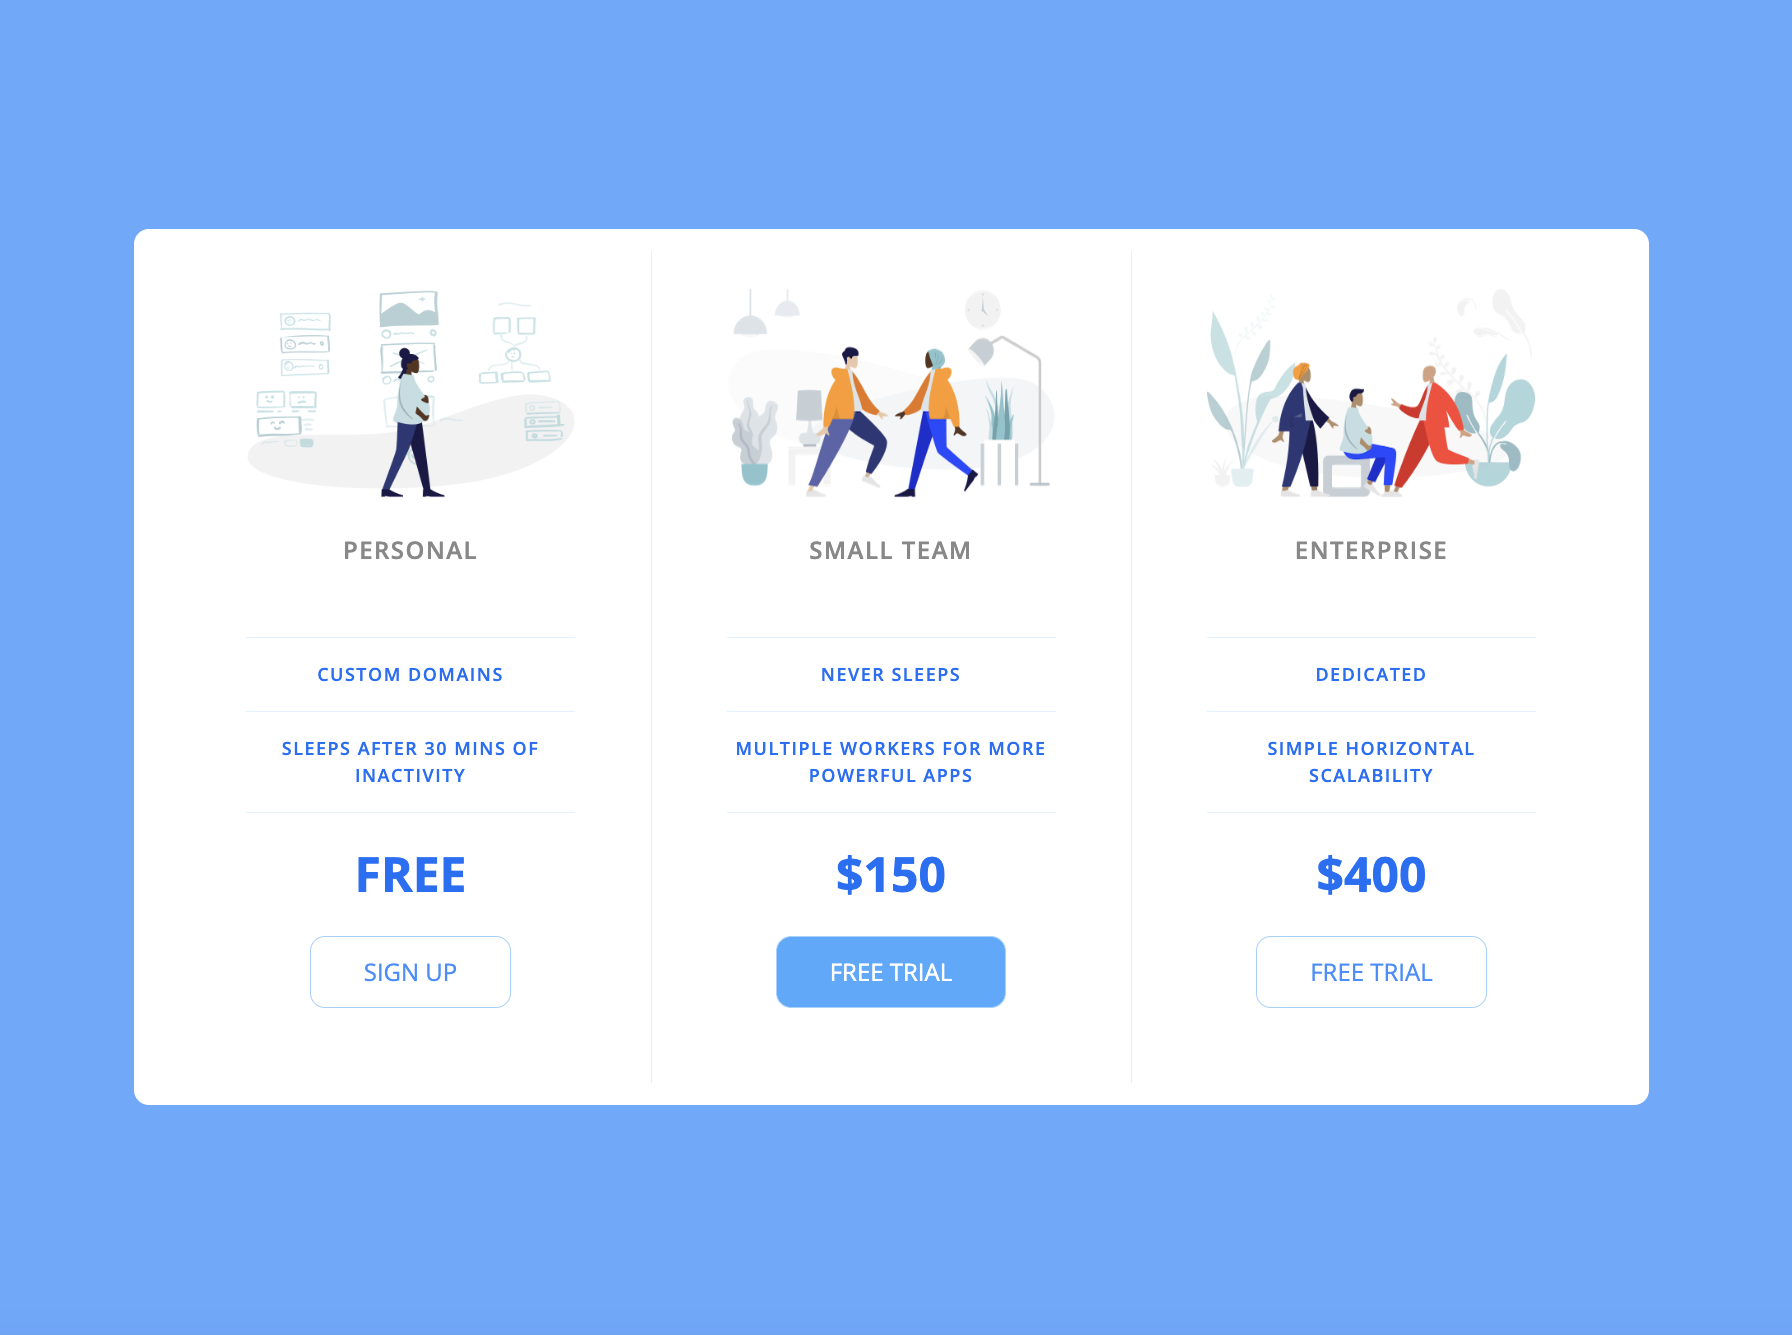 PERSONAL
CUSTOM DOMAINS
SLEEPS AFTER 30 MINS OF
INACTIVITY
FREE
SIGN UP
SMALL TEAM
NEVER SLEEPS
MULTIPLE WORKERS FOR MORE
POWERFUL APPS
$150
FREE TRIAL
ENTERPRISE
DEDICATED
SIMPLE HORIZONTAL
SCALABILITY
$400
FREE TRIAL